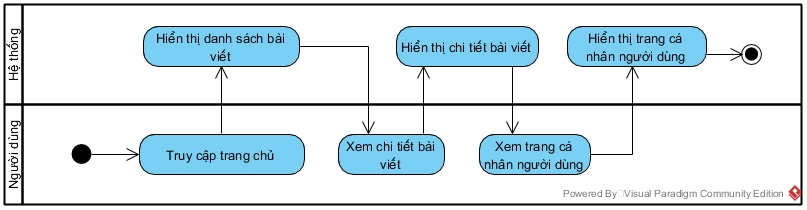 Hệ thống
Hiển thị danh sách bài
viết
Hiển thị chi tiết bài viết
Hiển thị trang cá
nhân người dùng
Người dùng
Truy cập trang chủ
Xem chi tiết bài
viết
Xem trang cá
nhân người dùng
Powered By Visual Paradigm Community Edition